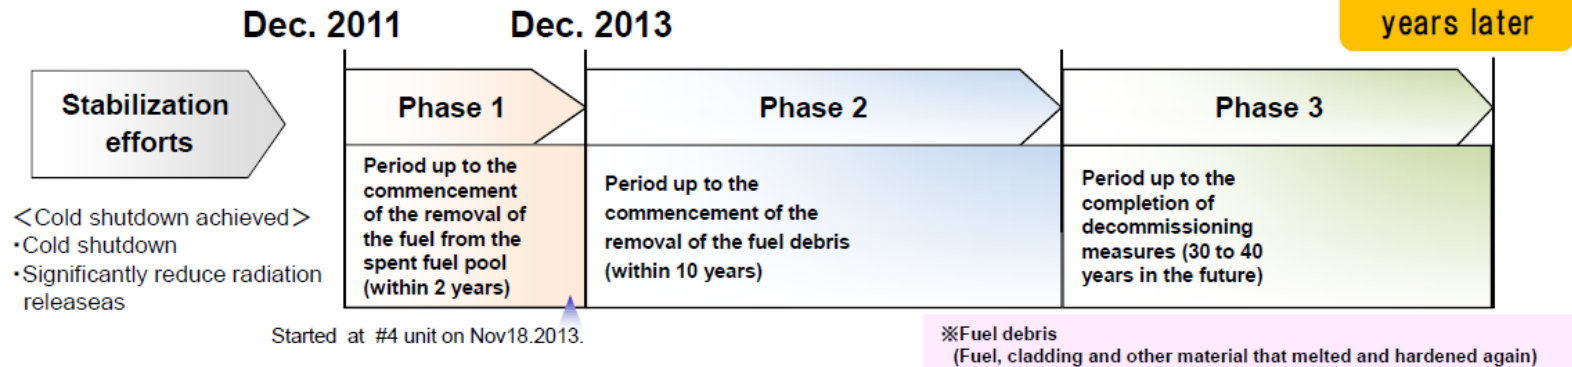 Dec. 2011
Dec. 2013
years later
Stabilization
efforts
Phase 1
Phase 2
Phase 3
Period up to the
commencement
of the removal of
the fuel from the
spent fuel pool
(within 2 years)
Period up to the
commencement of the
removal of the fuel debris
(within 10 years)
Period up to the
completion of
decommissioning
measures (30 to 40
years in the future)
<Cold shutdown achieved>
・Cold shutdown
・Significantly reduce radiation
releaseas
Started at #4 unit on Nov18.2013.
※Fuel debris
(Fuel, cladding and other material that melted and hardened again)